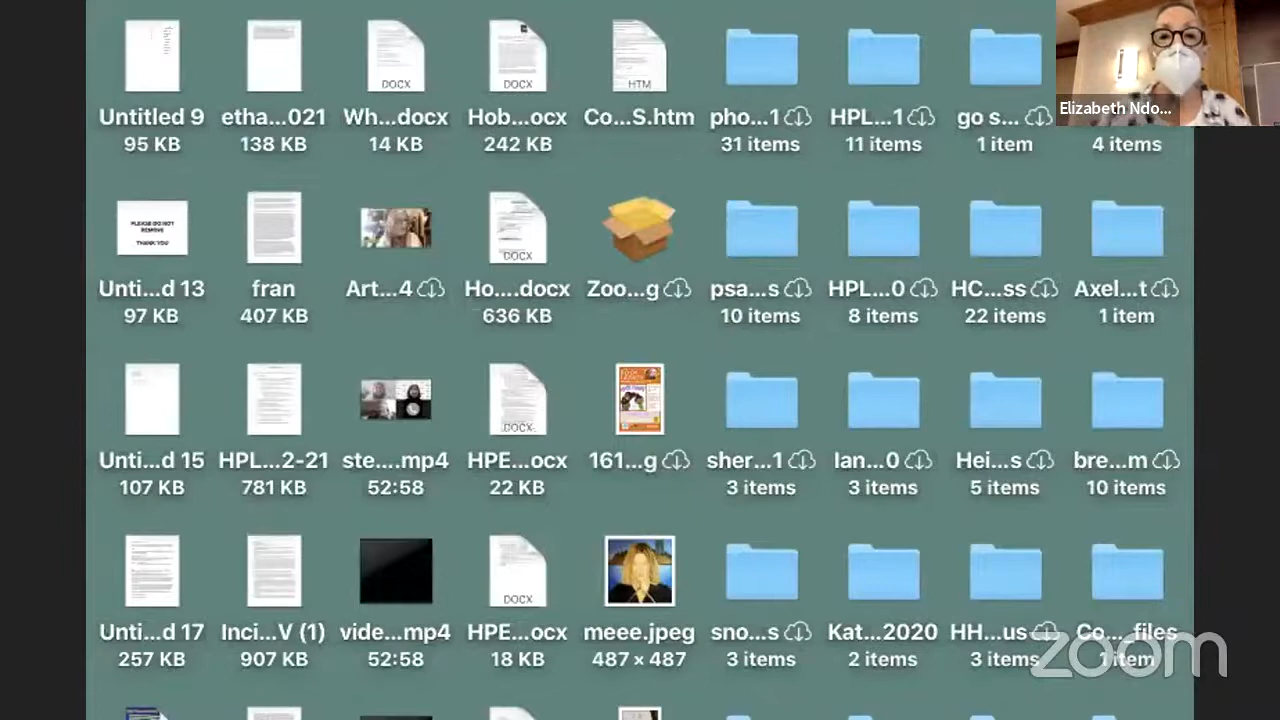 Elizabeth Ndo...
Untitled 9
etha...021
Wh...docx
Hob...ocx
Co...S.htm
pho...1
HPL...1
go s...
95 KB
138 KB
14 KB
242 KB
31 items
11 items
1 item
4 items
DOCX
DOCX
HTM
PLEASE DO NOT
REMOVE
THANK YOU
DOCX
Unti...d 13
fran
Art...4
Ho....docx
Zoo...g
psa...s
HPL...0
HC...ss
Axel...t
97 KB
407 KB
636 KB
10 items
8 items
22 items
1 item
DOCX
Unti...d 15
HPL...2-21
ste....mp4
HPE...ocx
161...g
sher...1
lan...0
Hei...s
bre...m
107 KB
781 KB
52:58
22 KB
3 items
3 items
5 items
10 items
DOCX
Unti...d 17
Inci...V (1)
vide...mp4
HPE...ocx
meee.jpeg
sno...s
Kat...2020
HH...us
Co..._files
257 KB
907 KB
52:58
18 KB
487 × 487
3 items
2 items
3 items
1 item
zoom